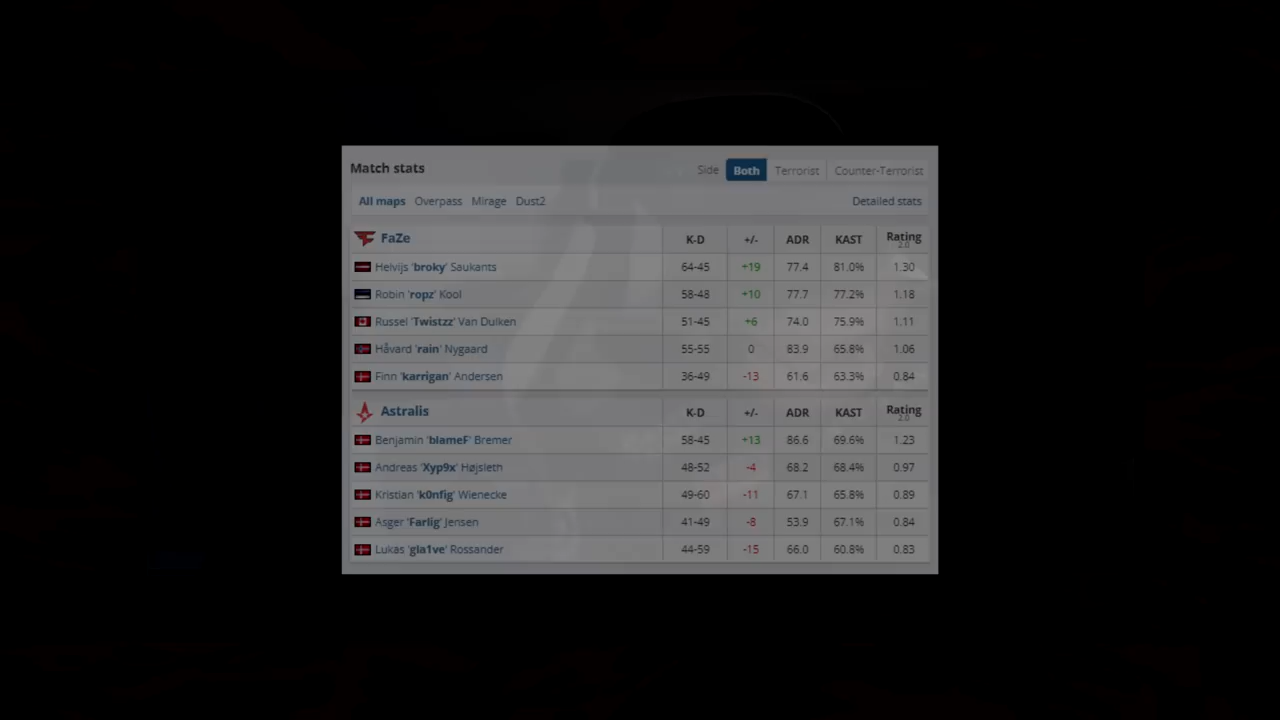 Match stats Side Both Terrorist Counter-Terrorist
All maps Overpass Mirage Dust2 Detailed stats
FaZe K-D +/- ADR KAST Rating 2.0
Helvijs 'broky' Saukants 64-45 +19 77.4 81.0% 1.30
Robin 'ropz' Kool 58-48 +10 77.7 77.2% 1.18
Russel 'Twistzz' Van Dulken 51-45 +6 74.0 75.9% 1.11
Håvard 'rain' Nygaard 55-55 0 83.9 65.8% 1.06
Finn 'karrigan' Andersen 36-49 -13 61.6 63.3% 0.84
Astralis K-D +/- ADR KAST Rating 2.0
Benjamin 'blameF' Bremer 58-45 +13 86.6 69.6% 1.23
Andreas 'Xyp9x' Højsleth 48-52 -4 68.2 68.4% 0.97
Kristian 'k0nfig' Wienecke 49-60 -11 67.1 65.8% 0.89
Asger 'Farlig' Jensen 41-49 -8 53.9 67.1% 0.84
Lukas 'gla1ve' Rossander 44-59 -15 66.0 60.8% 0.83